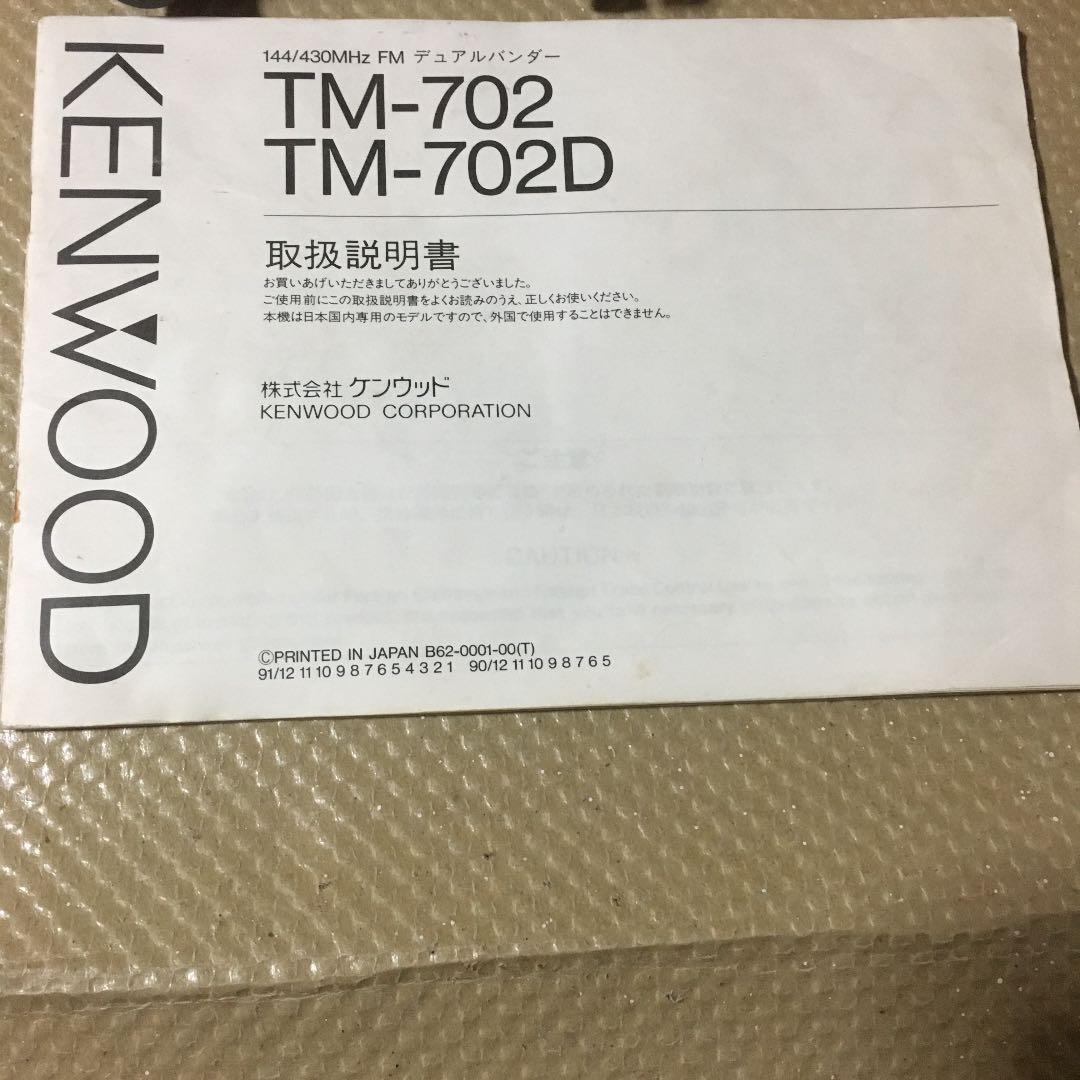 KENWOOD
144/430MHz FM デュアルバンダー
TM-702
TM-702D
取扱説明書
お買いあげいただきましてありがとうございました。
ご使用前にこの取扱説明書をよくお読みのうえ、正しくお使いください。
本機は日本国内専用のモデルですので、外国で使用することはできません。
株式会社 ケンウッド
KENWOOD CORPORATION
©PRINTED IN JAPAN B62-0001-00(T)
91/12 11 10 9 8 7 6 5 4 3 2 1 90/12 11 10 9 8 7 6 5